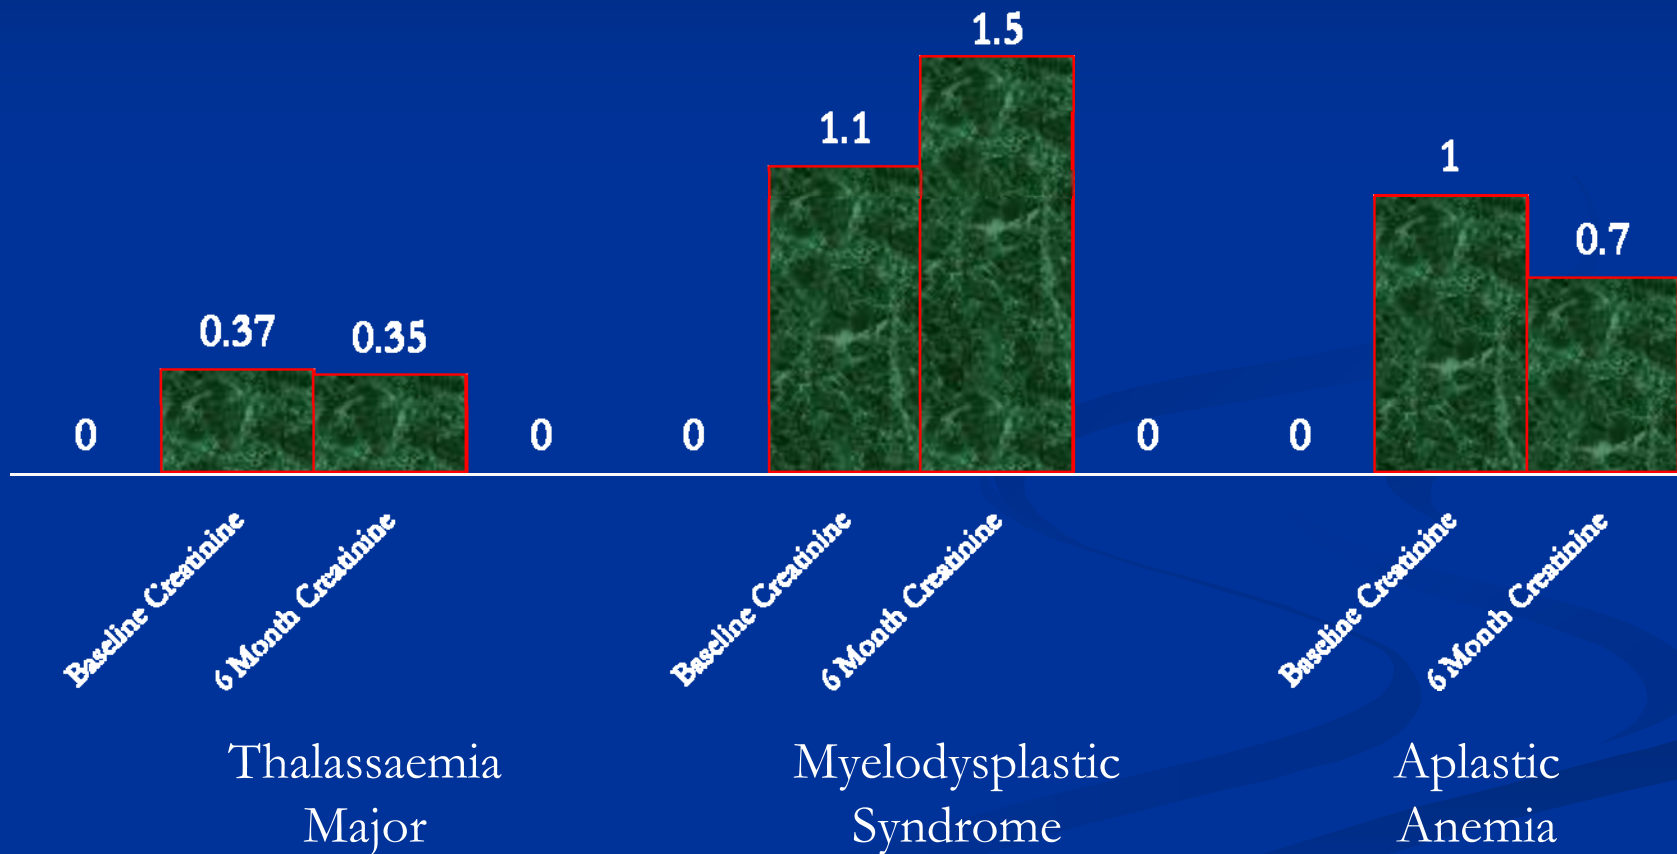 1.5
1.1
1
0.7
0.37
0.35
0
0
0
0
0
Baseline Creatinine
6 Month Creatinine
Baseline Creatinine
6 Month Creatinine
Baseline Creatinine
6 Month Creatinine
Thalassaemia
Major
Myelodysplastic
Syndrome
Aplastic
Anemia